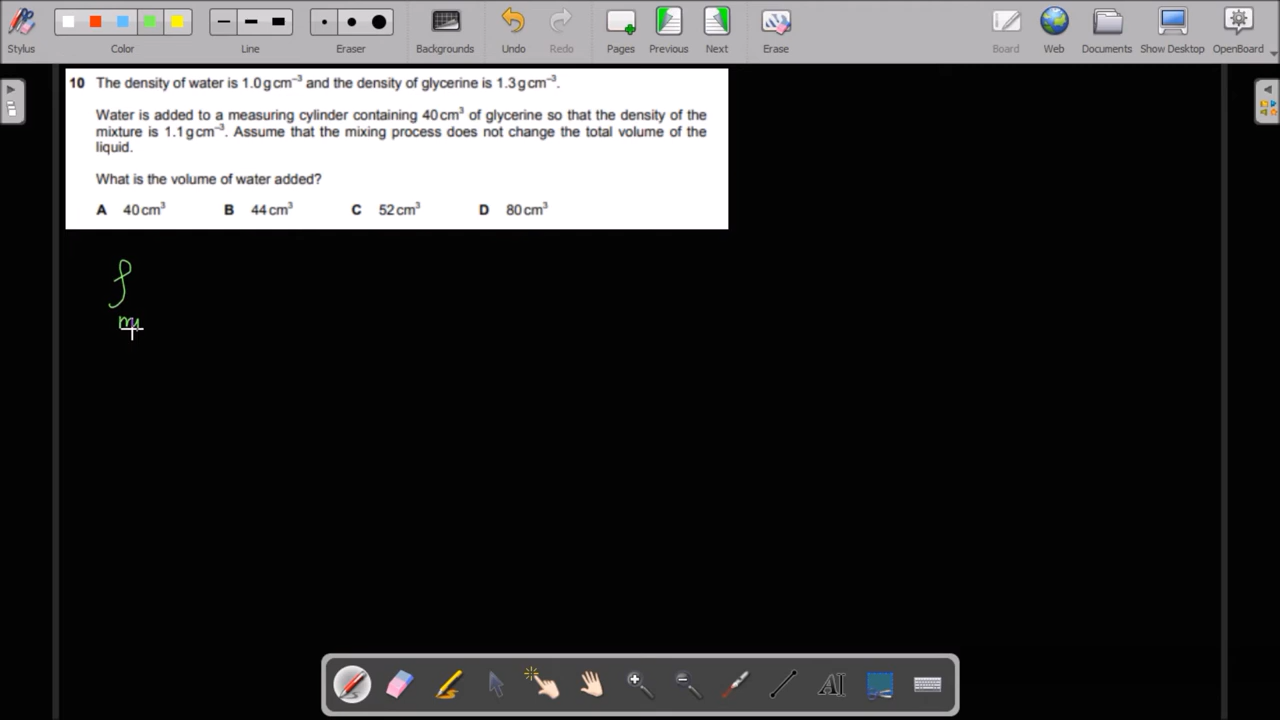 Stylus Color Line Eraser Backgrounds Undo Redo Pages Previous Next Erase Board Web Documents Show Desktop OpenBoard
10 The density of water is 1.0 g cm⁻³ and the density of glycerine is 1.3 g cm⁻³.
Water is added to a measuring cylinder containing 40 cm³ of glycerine so that the density of the
mixture is 1.1 g cm⁻³. Assume that the mixing process does not change the total volume of the
liquid.
What is the volume of water added?
A 40 cm³ B 44 cm³ C 52 cm³ D 80 cm³
ρ
m
AI